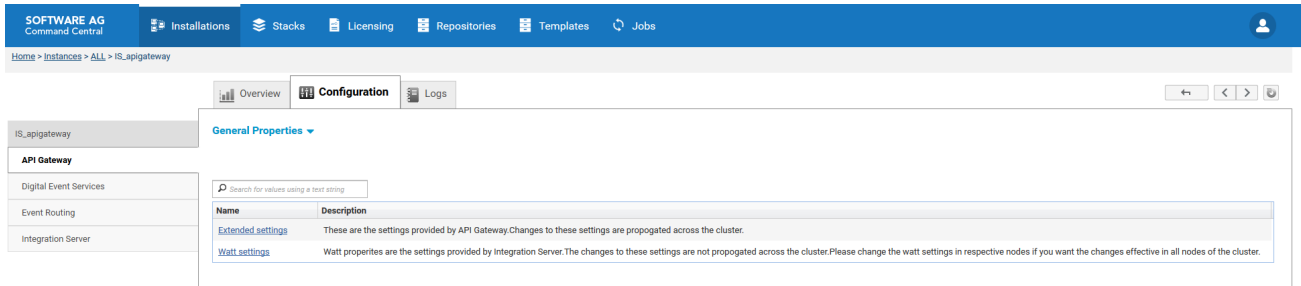 SOFTWARE AG
Command Central
Installations
Stacks
Licensing
Repositories
Templates
Jobs
Home > Instances > ALL > IS_apigateway
Overview
Configuration
Logs
IS_apigateway
API Gateway
Digital Event Services
Event Routing
Integration Server
General Properties
Search for values using a text string
Name Description
Extended settings These are the settings provided by API Gateway.Changes to these settings are propogated across the cluster.
Watt settings Watt properites are the settings provided by Integration Server.The changes to these settings are not propogated across the cluster.Please change the watt settings in respective nodes if you want the changes effective in all nodes of the cluster.